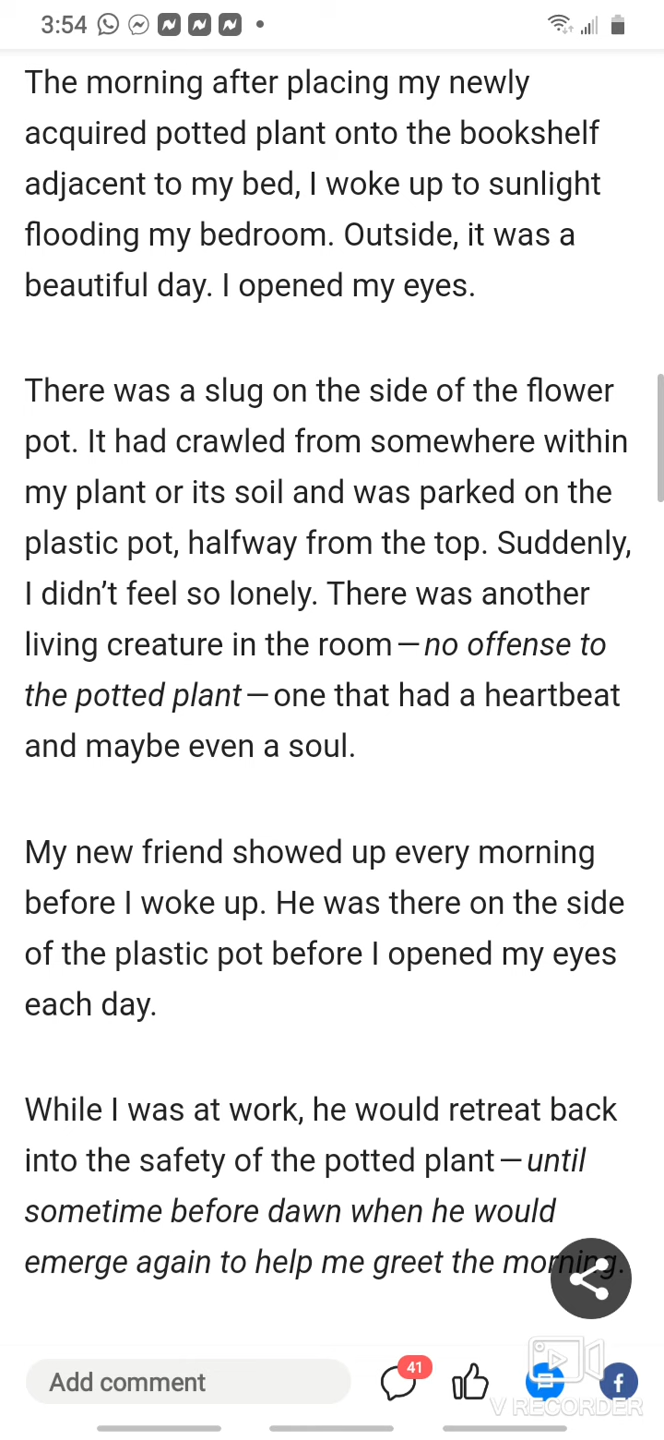 3:54
The morning after placing my newly
acquired potted plant onto the bookshelf
adjacent to my bed, I woke up to sunlight
flooding my bedroom. Outside, it was a
beautiful day. I opened my eyes.
There was a slug on the side of the flower
pot. It had crawled from somewhere within
my plant or its soil and was parked on the
plastic pot, halfway from the top. Suddenly,
I didn’t feel so lonely. There was another
living creature in the room—no offense to
the potted plant—one that had a heartbeat
and maybe even a soul.
My new friend showed up every morning
before I woke up. He was there on the side
of the plastic pot before I opened my eyes
each day.
While I was at work, he would retreat back
into the safety of the potted plant—until
sometime before dawn when he would
emerge again to help me greet the morning.
Add comment
41
V RECORDER